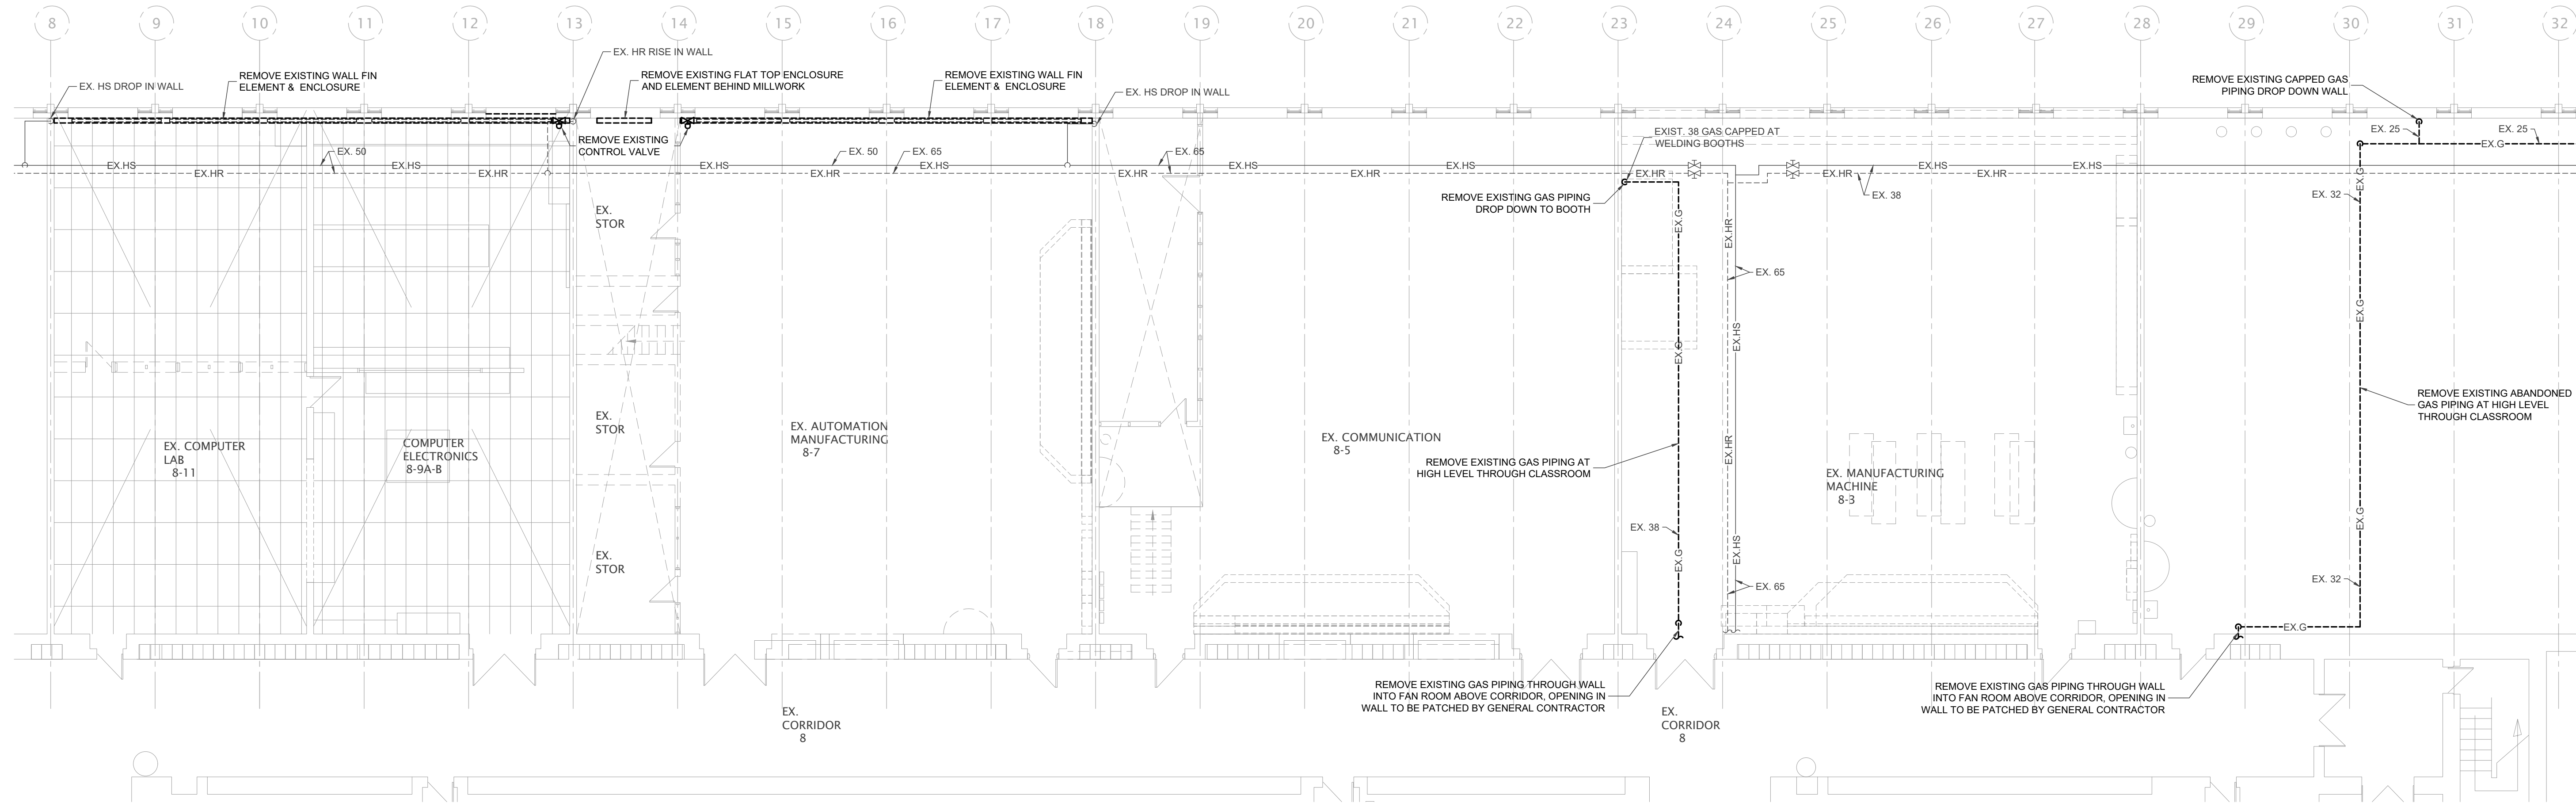 8 9 10 11 12 13 14 15 16 17 18 19 20 21 22 23 24 25 26 27 28 29 30 31 32
EX. HR RISE IN WALL
EX. HS DROP IN WALL
REMOVE EXISTING WALL FIN
ELEMENT & ENCLOSURE
REMOVE EXISTING FLAT TOP ENCLOSURE
AND ELEMENT BEHIND MILLWORK
REMOVE EXISTING WALL FIN
ELEMENT & ENCLOSURE
EX. HS DROP IN WALL
REMOVE EXISTING CAPPED GAS
PIPING DROP DOWN WALL
REMOVE EXISTING
CONTROL VALVE
EXIST. 38 GAS CAPPED AT
WELDING BOOTHS
EX. 25
EX. 25
EX.G
EX. 50
EX. 50
EX. 65
EX. 65
EX.HS
EX.HS
EX.HS
EX.HS
EX.HS
EX.HS
EX.HS
EX.HS
EX.HR
EX.HR
EX.HR
EX.HR
EX.HR
EX.HR
EX.HR
EX.HR
EX.HR
EX. 38
REMOVE EXISTING GAS PIPING
DROP DOWN TO BOOTH
EX.G
EX.HR
EX.G
EX. 32
EX.
STOR
EX. 65
EX.G
EX.HS
EX.G
EX.
STOR
EX. COMPUTER
LAB
8-11
COMPUTER
ELECTRONICS
8-9A-B
EX. AUTOMATION
MANUFACTURING
8-7
EX. COMMUNICATION
8-5
REMOVE EXISTING GAS PIPING AT
HIGH LEVEL THROUGH CLASSROOM
EX.HR
EX. MANUFACTURING
MACHINE
8-3
REMOVE EXISTING ABANDONED
GAS PIPING AT HIGH LEVEL
THROUGH CLASSROOM
EX. 38
EX.G
EX.HS
EX.G
EX.
STOR
EX. 65
EX. 32
EX.G
REMOVE EXISTING GAS PIPING THROUGH WALL
INTO FAN ROOM ABOVE CORRIDOR, OPENING IN
WALL TO BE PATCHED BY GENERAL CONTRACTOR
REMOVE EXISTING GAS PIPING THROUGH WALL
INTO FAN ROOM ABOVE CORRIDOR, OPENING IN
WALL TO BE PATCHED BY GENERAL CONTRACTOR
EX.
CORRIDOR
8
EX.
CORRIDOR
8